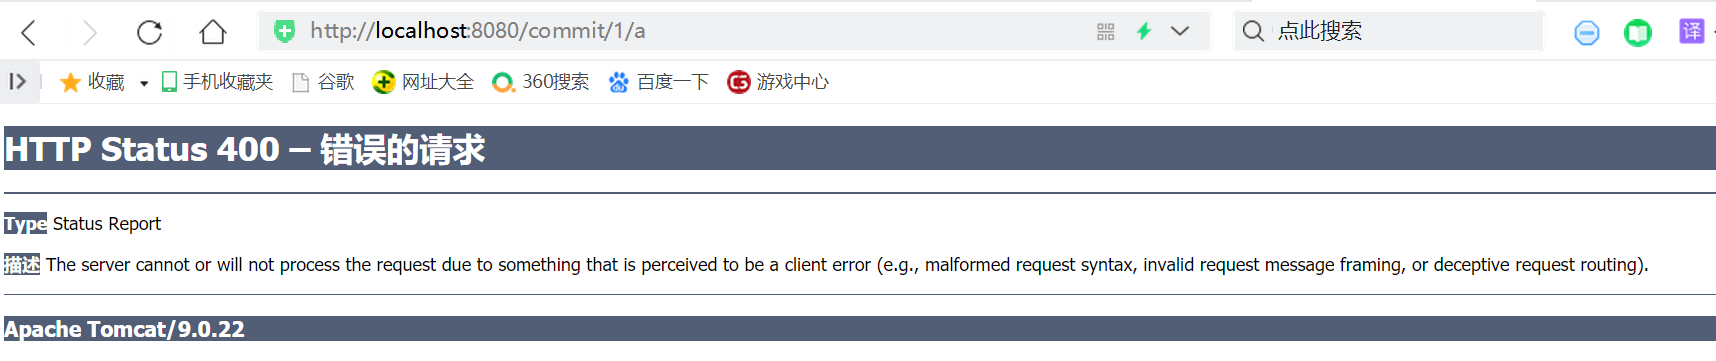 http://localhost:8080/commit/1/a 点此搜索 译
收藏 手机收藏夹 谷歌 网址大全 360搜索 百度一下 游戏中心
HTTP Status 400 – 错误的请求
Type Status Report
描述 The server cannot or will not process the request due to something that is perceived to be a client error (e.g., malformed request syntax, invalid request message framing, or deceptive request routing).
Apache Tomcat/9.0.22